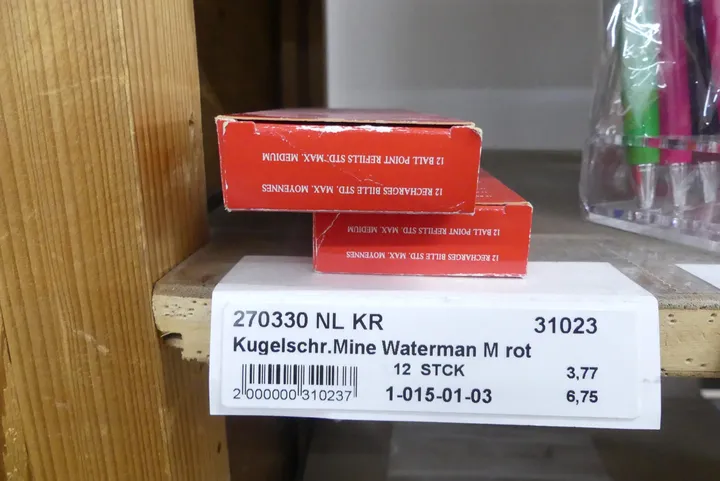 12 RECHARGES BILLE STD. MAX. MOYENNES
12 BALL POINT REFILLS STD. MAX. MEDIUM
12 RECHARGES BILLE STD. MAX. MOYENNES
12 BALL POINT REFILLS STD. MAX. MEDIUM
270330 NL KR 31023
Kugelschr.Mine Waterman M rot
12 STCK 3,77
2 000000 310237 1-015-01-03 6,75